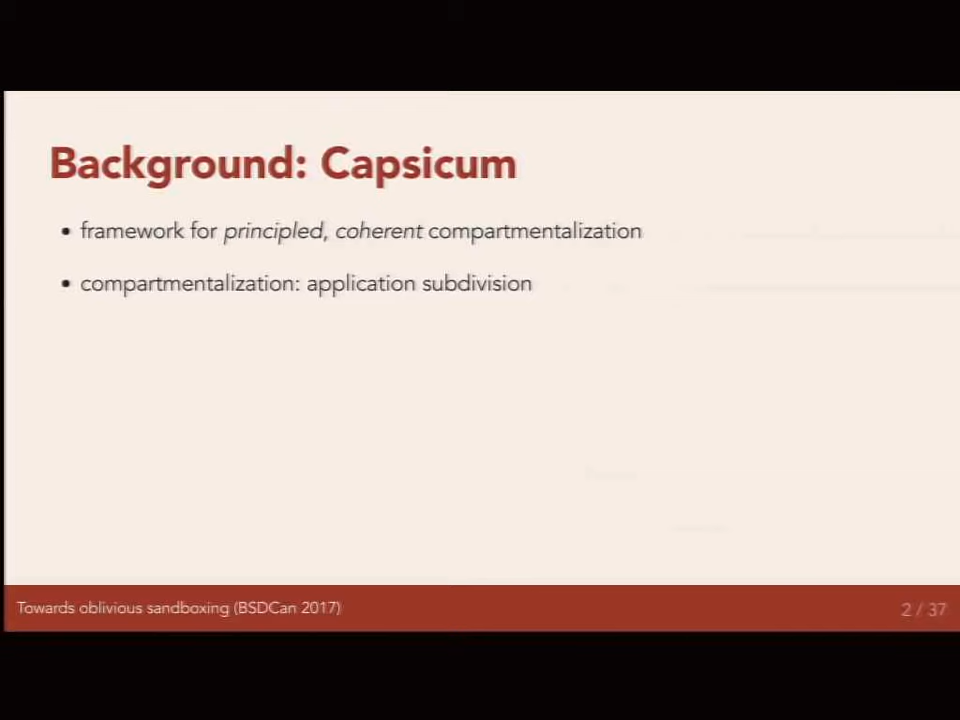 Background: Capsicum
• framework for principled, coherent compartmentalization
• compartmentalization: application subdivision
Towards oblivious sandboxing (BSDCan 2017)
2 / 37